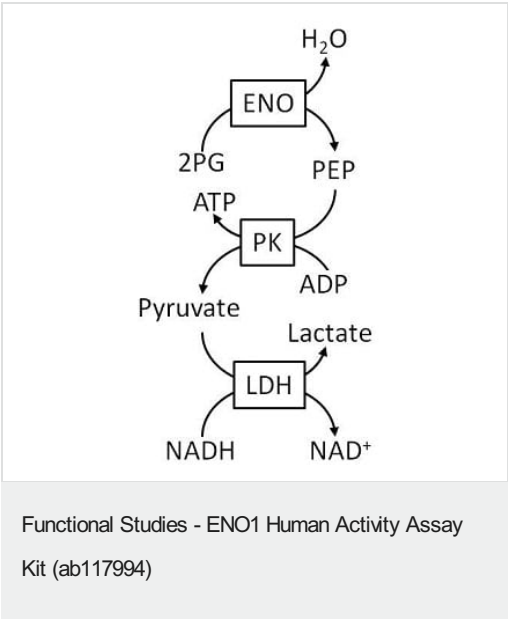 H₂O
ENO
2PG
PEP
ATP
PK
ADP
Pyruvate
Lactate
LDH
NADH
NAD⁺
Functional Studies - ENO1 Human Activity Assay
Kit (ab117994)